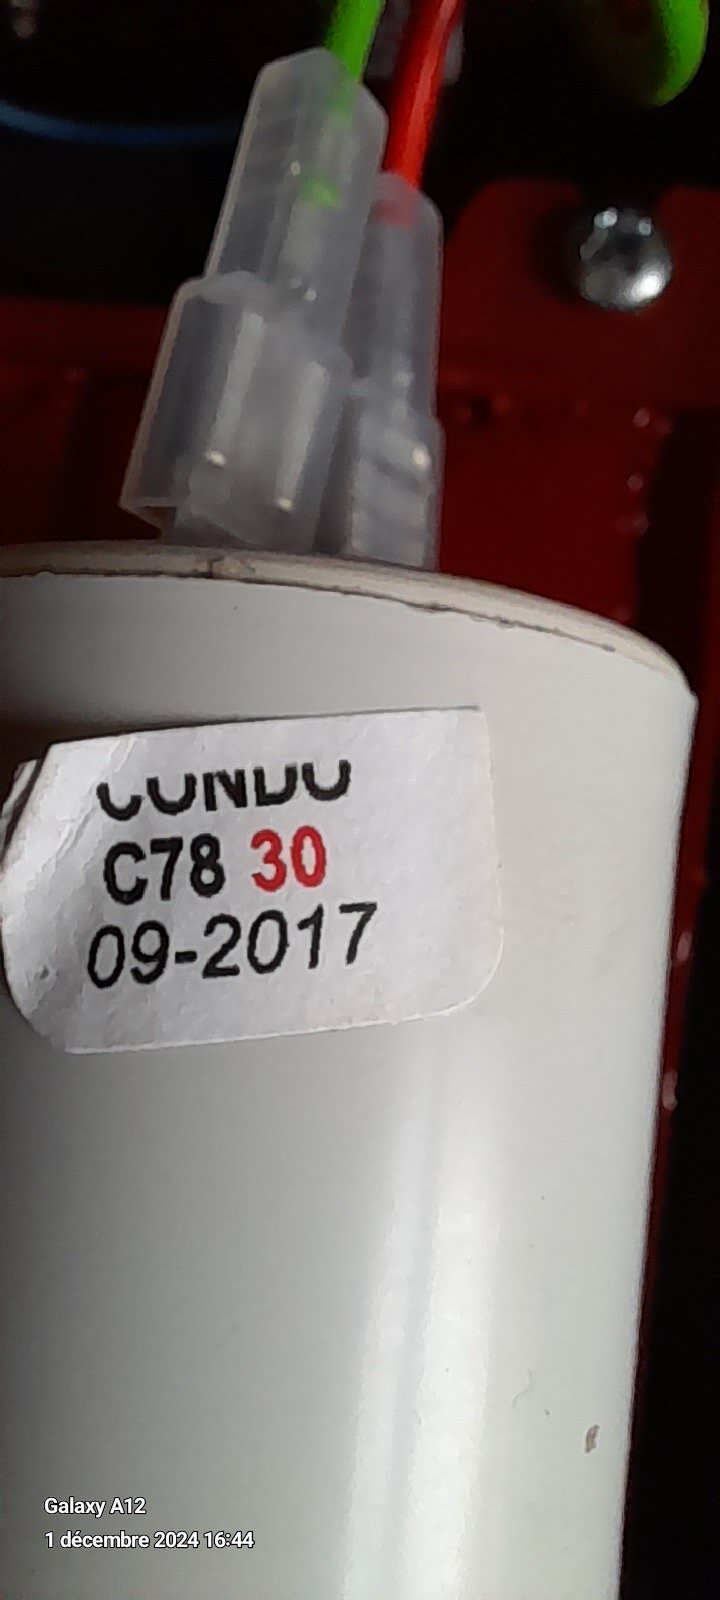 CONDO
C78 30
09-2017
Galaxy A12
1 décembre 2024 16:44